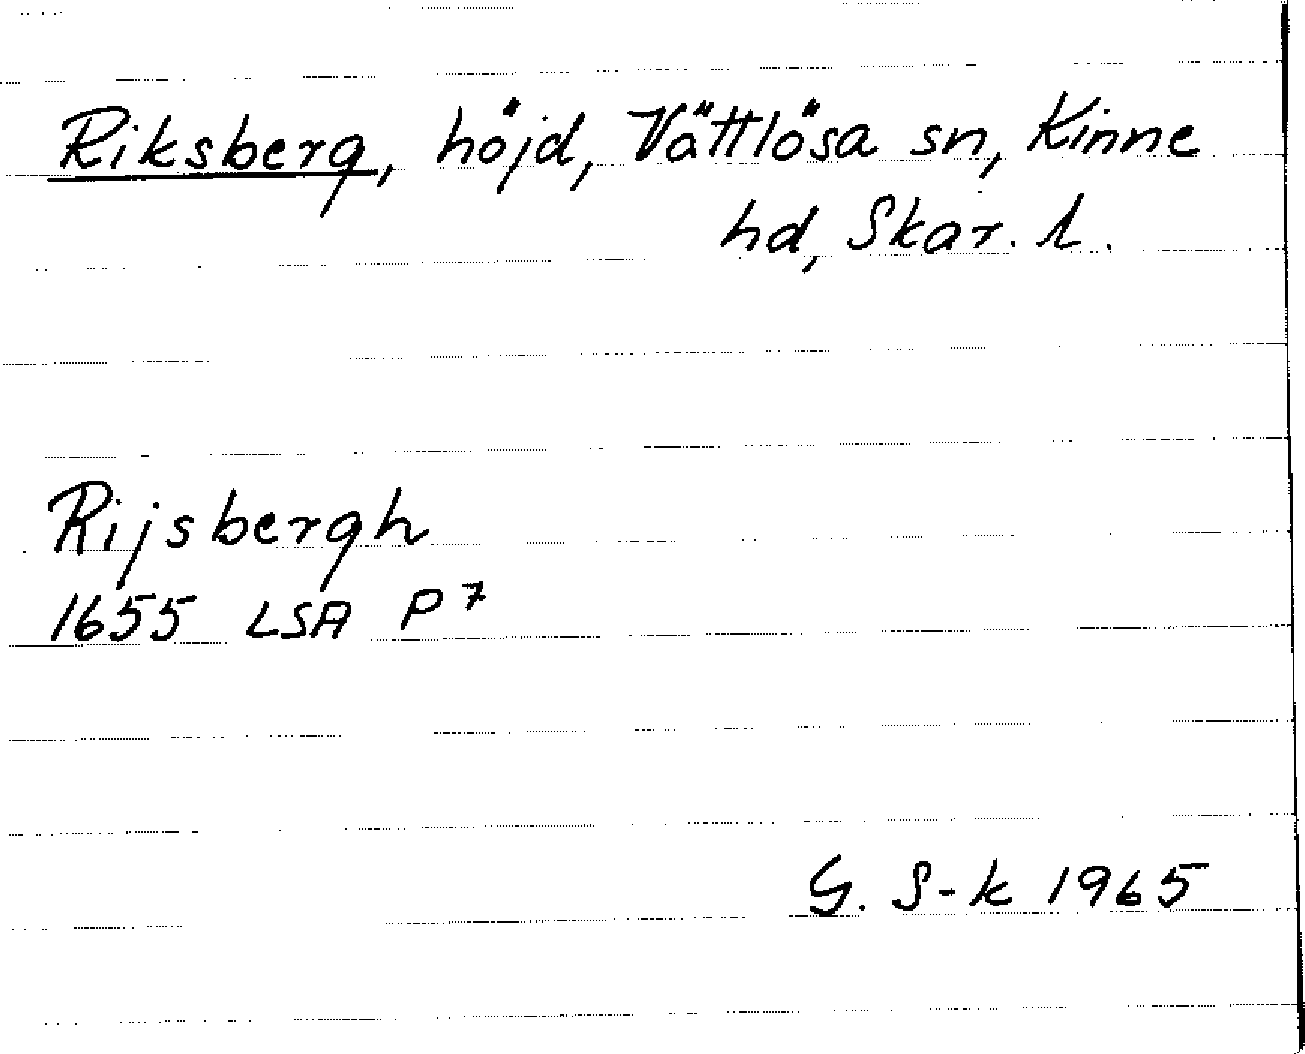 Riksberg, höjd, Vättlösa sn, Kinne
hd, Skar. l.
Rijsbergh
1655 LSA P⁷
G. S-k 1965